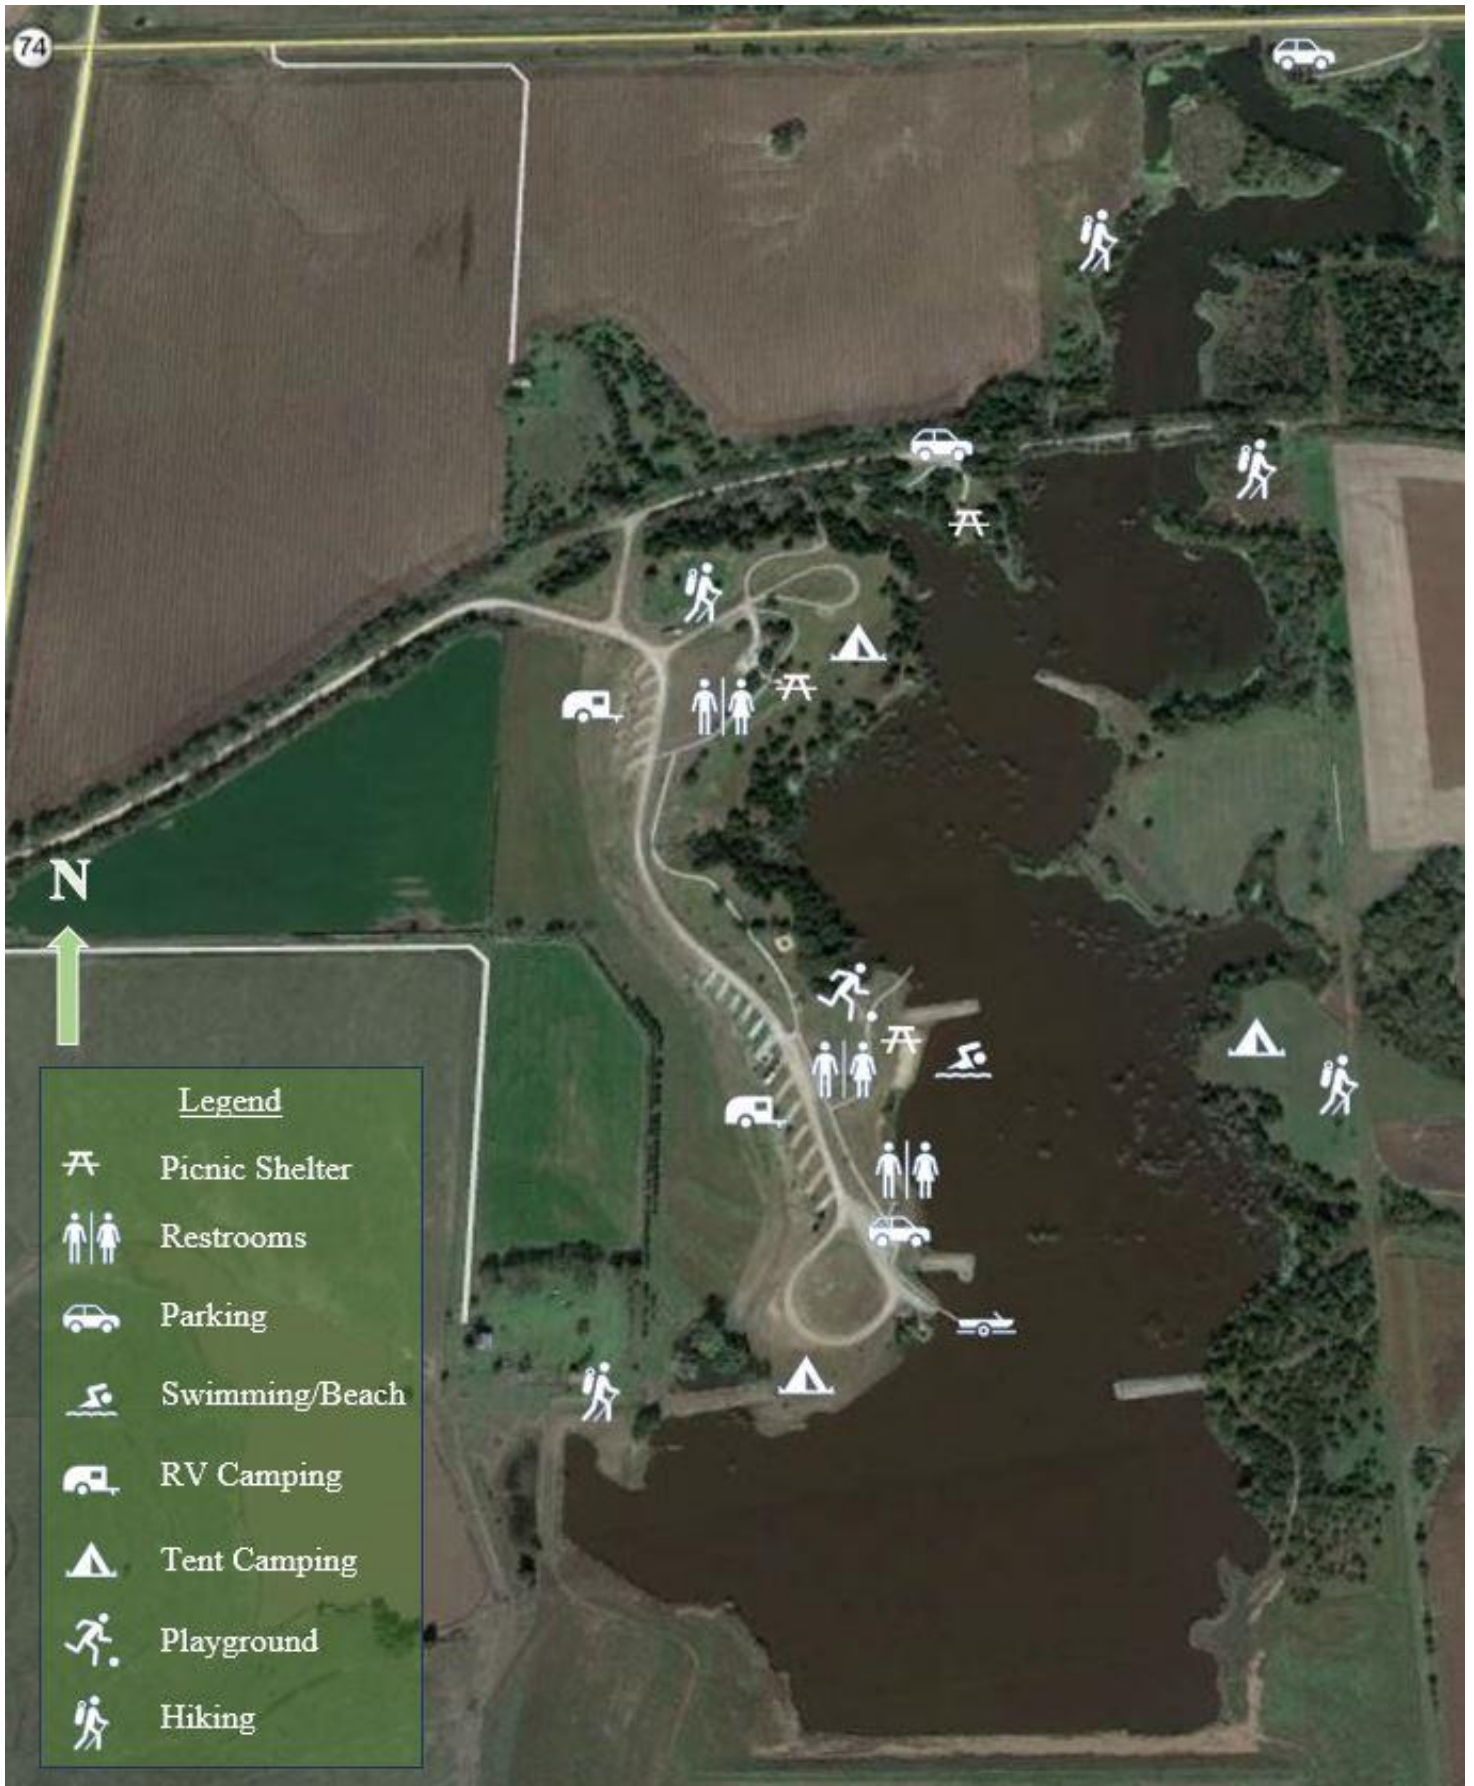 74
N
Legend
Picnic Shelter
Restrooms
Parking
Swimming/Beach
RV Camping
Tent Camping
Playground
Hiking